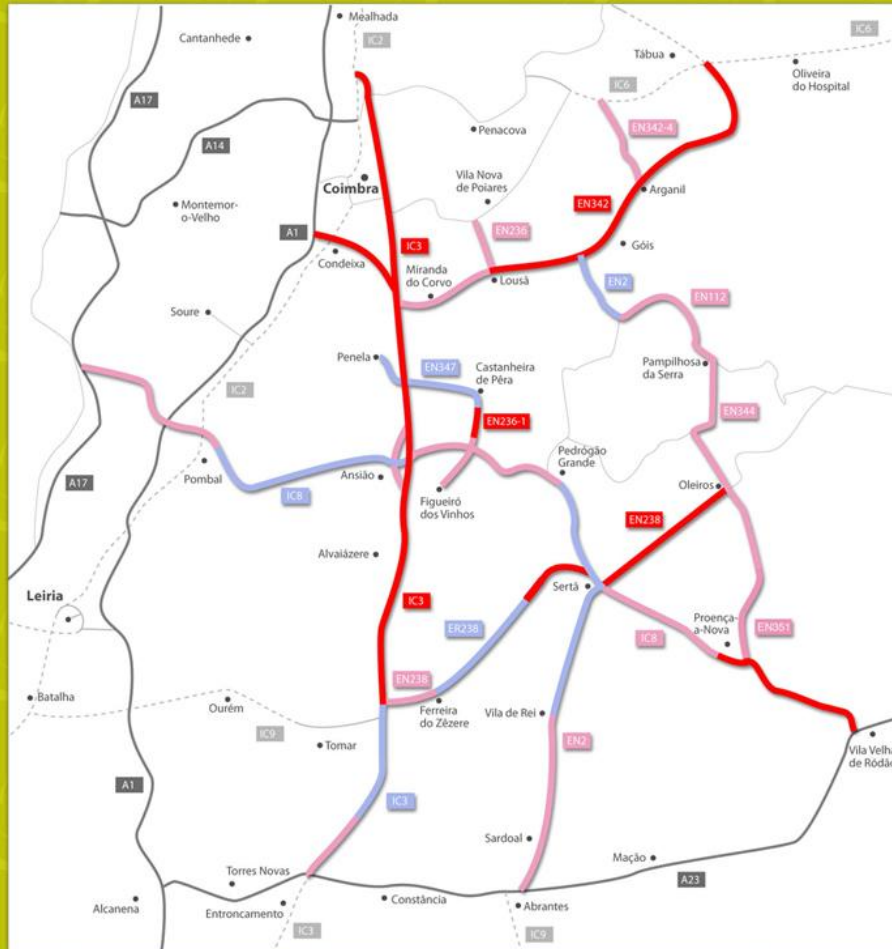 Mealhada
IC2
Cantanhede
Tábua
IC6
Oliveira
do Hospital
IC6
A17
EN342-4
A14
Penacova
Vila Nova
de Poiares
Coimbra
Arganil
Montemor-
o-Velho
EN342
A1
EN236
IC3
Góis
Condeixa
Miranda
do Corvo
Lousã
EN2
EN112
Soure
Penela
EN347
Castanheira
de Pêra
Pampilhosa
da Serra
IC2
EN344
EN236-1
Pedrógão
Grande
Pombal
Ansião
A17
IC8
Figueiró
dos Vinhos
Oleiros
EN238
Alvaiázere
Leiria
IC3
Sertã
Proença-
a-Nova
ER238
IC8
EN351
EN238
Batalha
Ourém
Ferreira
do Zêzere
Vila de Rei
IC9
Tomar
EN2
Vila Velha
de Ródão
A1
IC3
Sardoal
Mação
Torres Novas
A23
Alcanena
Entroncamento
Constância
Abrantes
IC3
IC9